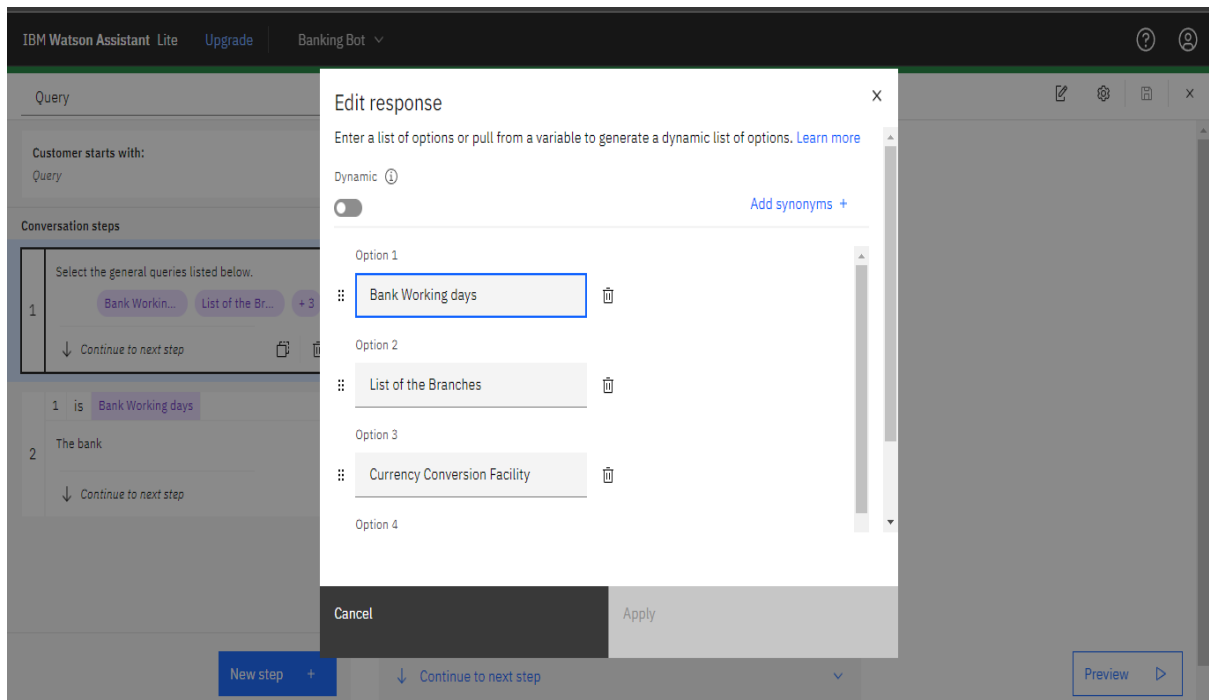 IBM Watson Assistant Lite Upgrade Banking Bot
Query
Customer starts with:
Query
Conversation steps
1
Select the general queries listed below.
Bank Workin... List of the Br... + 3
Continue to next step
1 is Bank Working days
2
The bank
Continue to next step
New step +
Edit response
Enter a list of options or pull from a variable to generate a dynamic list of options. Learn more
Dynamic
Add synonyms +
Option 1
Bank Working days
Option 2
List of the Branches
Option 3
Currency Conversion Facility
Option 4
Cancel Apply
Continue to next step
Preview